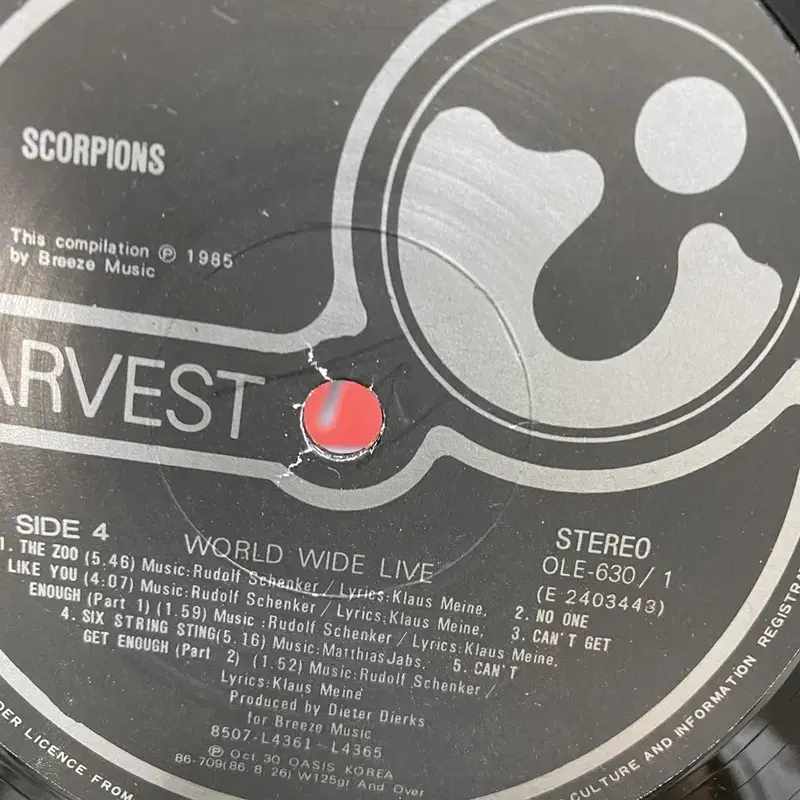 SCORPIONS
This compilation ℗ 1985
by Breeze Music
ARVEST
SIDE 4
WORLD WIDE LIVE
STEREO
OLE-630/1
(E 2403443)
1. THE ZOO (5.46) Music:Rudolf Schenker / Lyrics:Klaus Meine, 2. NO ONE
LIKE YOU (4:07) Music:Rudolf Schenker / Lyrics:Klaus Meine, 3. CAN'T GET
ENOUGH (Part 1) (1.59) Music :Rudolf Schenker / Lyrics:Klaus Meine,
4.SIX STRING STING(5.16) Music:Matthias Jabs, 5. CAN'T
GET ENOUGH (Part 2) (1.52) Music:Rudolf Schenker /
Lyrics:Klaus Meine
Produced by Dieter Dierks
for Breeze Music
8507-L4361~L4365
℗ Oct.30 OASIS KOREA
86-709(86.8.26) W125gr And Over
DER LICENCE FROM
CULTURE AND INFORMATION REGISTRA